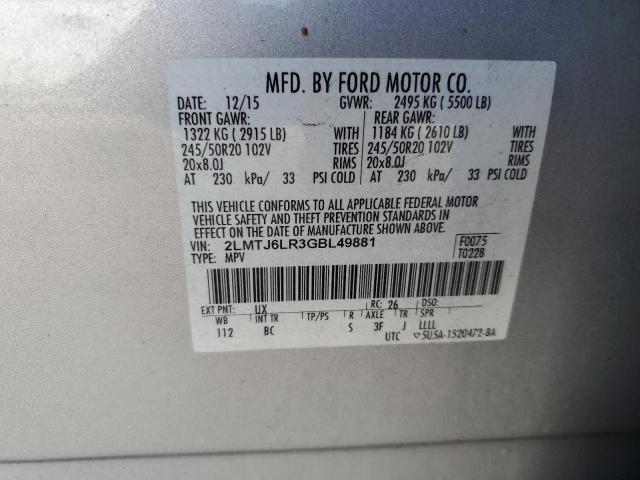 MFD. BY FORD MOTOR CO.
DATE: 12/15 GVWR: 2495 KG ( 5500 LB)
FRONT GAWR: REAR GAWR:
1322 KG ( 2915 LB) WITH 1184 KG ( 2610 LB) WITH
245/50R20 102V TIRES 245/50R20 102V TIRES
20x8.0J RIMS 20x8.0J RIMS
AT 230 kPa/ 33 PSI COLD AT 230 kPa/ 33 PSI COLD
THIS VEHICLE CONFORMS TO ALL APPLICABLE FEDERAL MOTOR
VEHICLE SAFETY AND THEFT PREVENTION STANDARDS IN
EFFECT ON THE DATE OF MANUFACTURE SHOWN ABOVE.
VIN: 2LMTJ6LR3GBL49881 F0075
TYPE: MPV T0228
EXT PNT: UX RC: 26 DSO:
WB INT TR TP/PS R AXLE TR SPR
112 BC S 3F J LLLL
UTC ▽5U5A-1520472-BA